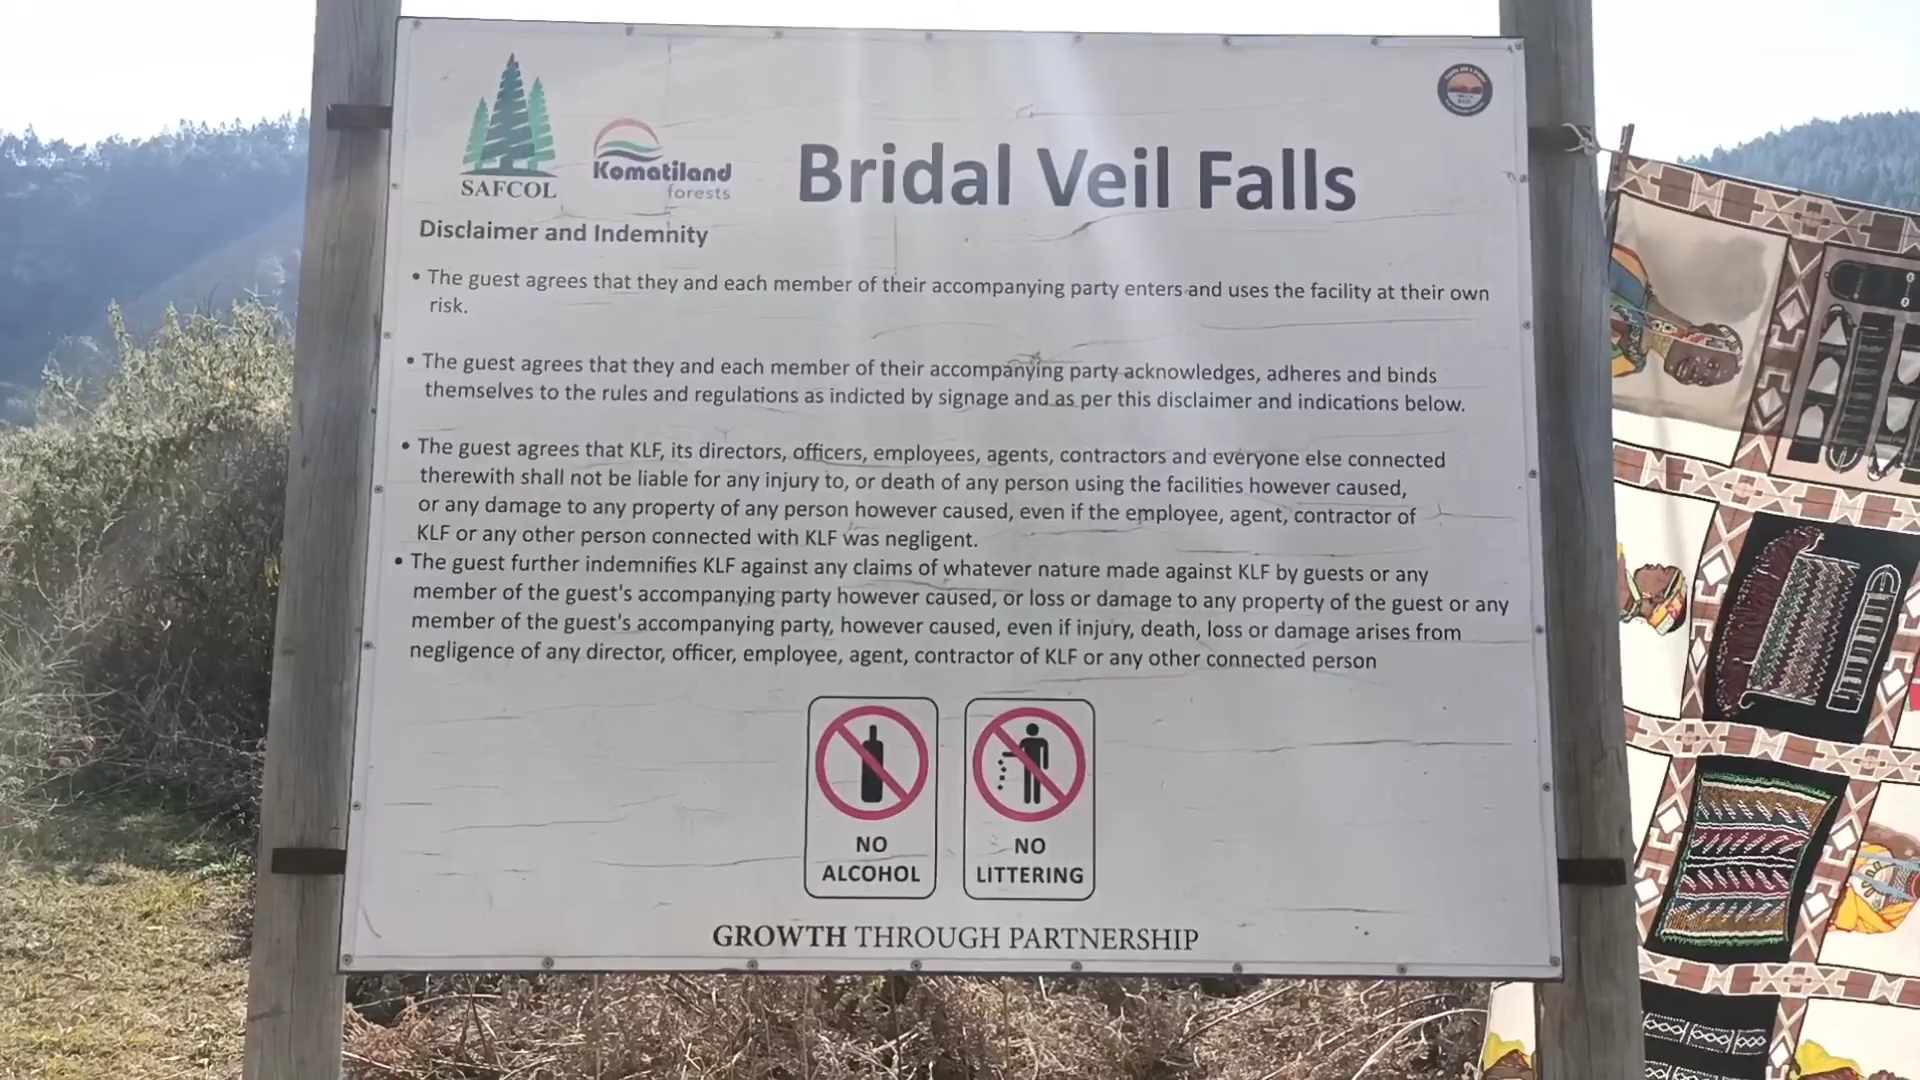 SAFCOL
Komatiland
forests
Bridal Veil Falls
Disclaimer and Indemnity
• The guest agrees that they and each member of their accompanying party enters and uses the facility at their own
risk.
• The guest agrees that they and each member of their accompanying party acknowledges, adheres and binds
themselves to the rules and regulations as indicted by signage and as per this disclaimer and indications below.
• The guest agrees that KLF, its directors, officers, employees, agents, contractors and everyone else connected
therewith shall not be liable for any injury to, or death of any person using the facilities however caused,
or any damage to any property of any person however caused, even if the employee, agent, contractor of
KLF or any other person connected with KLF was negligent.
• The guest further indemnifies KLF against any claims of whatever nature made against KLF by guests or any
member of the guest's accompanying party however caused, or loss or damage to any property of the guest or any
member of the guest's accompanying party, however caused, even if injury, death, loss or damage arises from
negligence of any director, officer, employee, agent, contractor of KLF or any other connected person
NO
ALCOHOL
NO
LITTERING
GROWTH THROUGH PARTNERSHIP